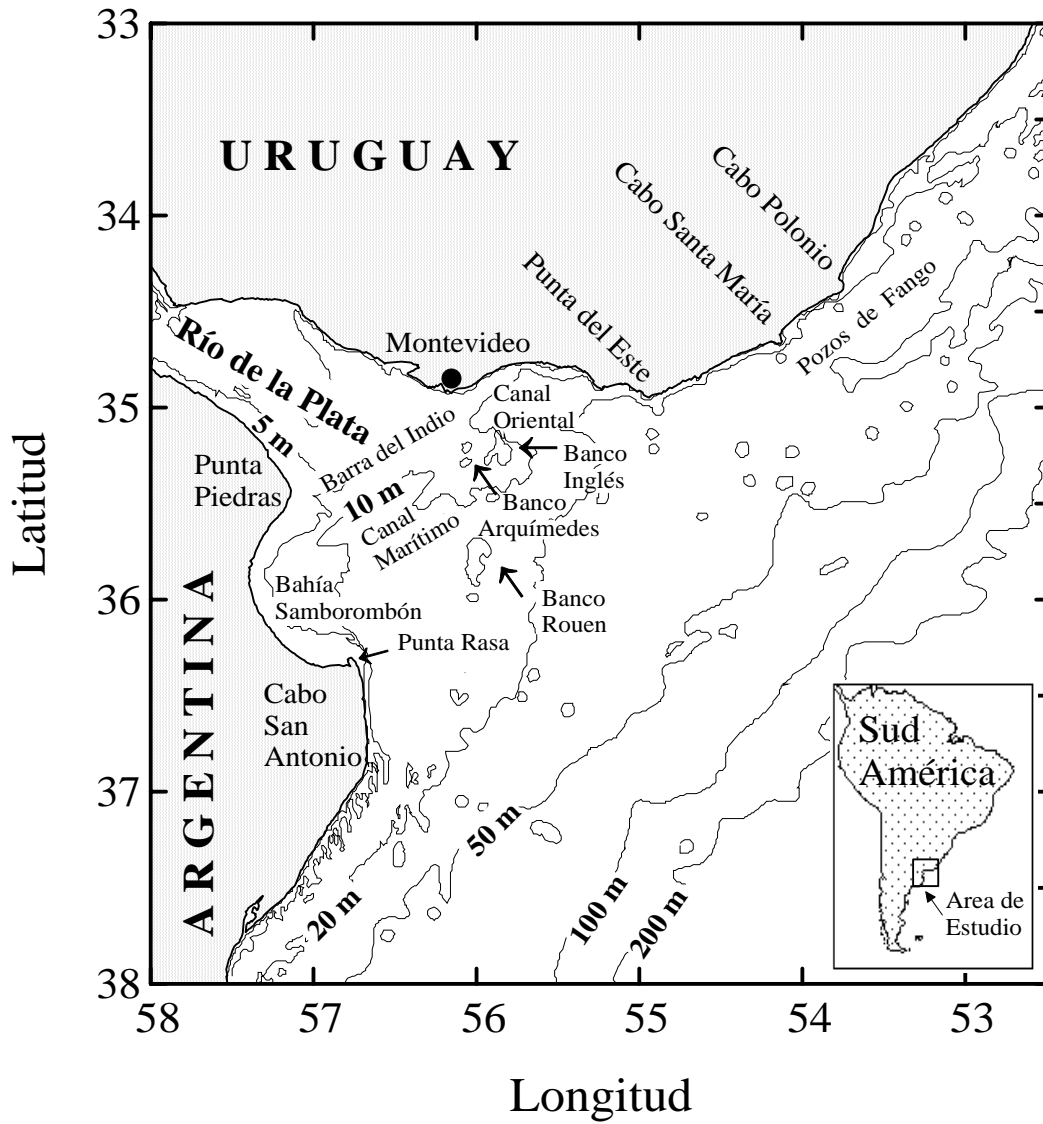 33
URUGUAY
Cabo Polonio
Cabo Santa María
34
Punta del Este
Pozos de Fango
Río de la Plata
Montevideo
35
Canal
Oriental
5 m
Barra del Indio
Punta
Piedras
Banco
Inglés
10 m
Banco
Arquímedes
Canal
Marítimo
Latitud
36
Bahía
Samborombón
Banco
Rouen
Punta Rasa
ARGENTINA
Cabo
San
Antonio
Sud
América
37
50 m
20 m
100 m
200 m
Area de
Estudio
38
58
57
56
55
54
53
Longitud